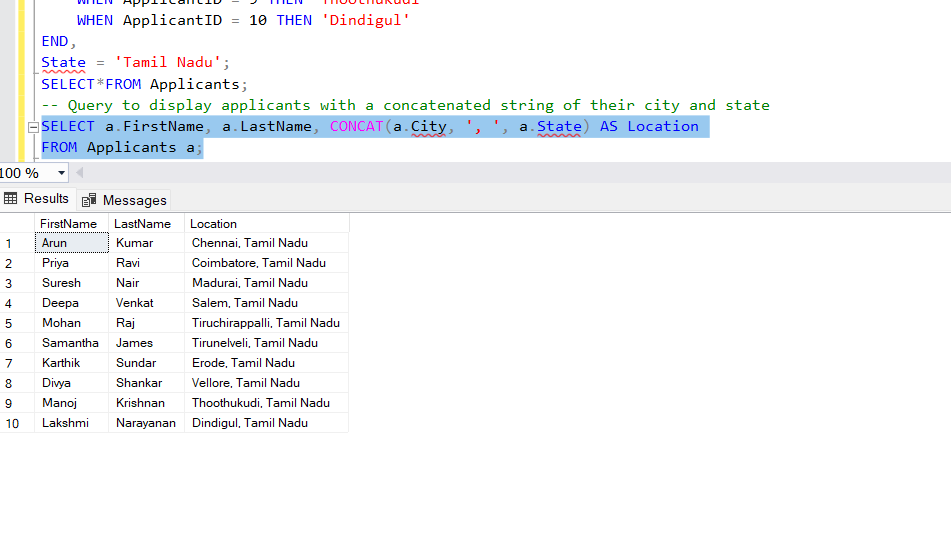 WHEN ApplicantID = 9 THEN 'Thoothukudi'
WHEN ApplicantID = 10 THEN 'Dindigul'
END,
State = 'Tamil Nadu';
SELECT*FROM Applicants;
-- Query to display applicants with a concatenated string of their city and state
SELECT a.FirstName, a.LastName, CONCAT(a.City, ', ', a.State) AS Location
FROM Applicants a;
100 %
Results Messages
FirstName LastName Location
1 Arun Kumar Chennai, Tamil Nadu
2 Priya Ravi Coimbatore, Tamil Nadu
3 Suresh Nair Madurai, Tamil Nadu
4 Deepa Venkat Salem, Tamil Nadu
5 Mohan Raj Tiruchirappalli, Tamil Nadu
6 Samantha James Tirunelveli, Tamil Nadu
7 Karthik Sundar Erode, Tamil Nadu
8 Divya Shankar Vellore, Tamil Nadu
9 Manoj Krishnan Thoothukudi, Tamil Nadu
10 Lakshmi Narayanan Dindigul, Tamil Nadu